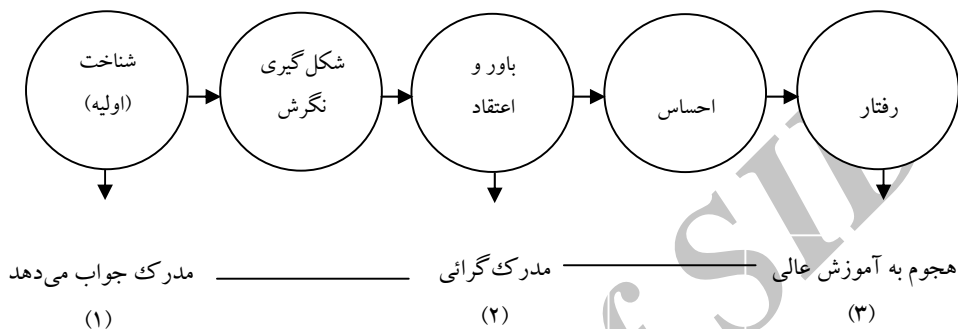 شناخت
(اولیه)
شکل‌گیری
نگرش
باور و
اعتقاد
احساس
رفتار
مدرک جواب می‌دهد
(۱)
مدرک‌گرائی
(۲)
هجوم به آموزش عالی
(۳)
f SID